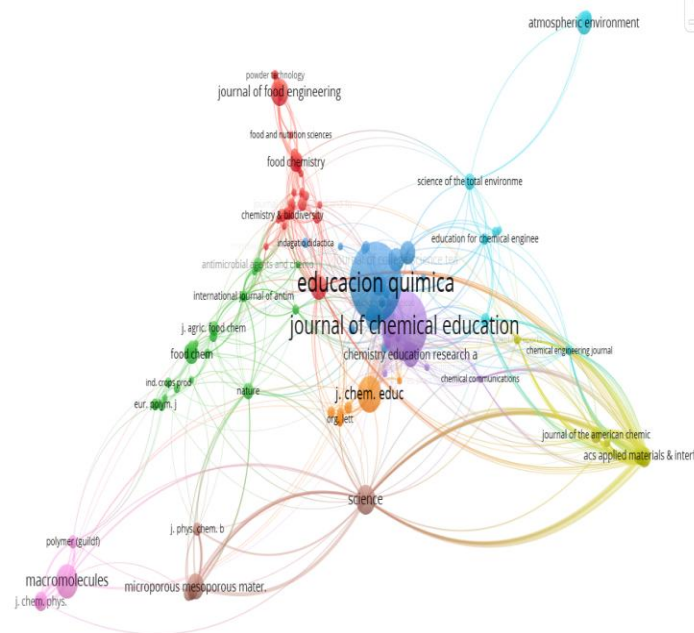 atmospheric environment
powder technology
journal of food engineering
food and nutrition sciences
food chemistry
science of the total environme
chemistry & biodiversity
education for chemical enginee
indagatio didactica
antimicrobial agents and chemo
educacion quimica
international journal of antim
journal of chemical education
j. agric. food chem
food chem
chemistry education research a
chemical engineering journal
ind. crops prod
chemical communications
nature
j. chem. educ
eur. polym. j
org. lett
journal of the american chemic
acs applied materials & interf
science
j. phys. chem. b
polymer (guildf)
macromolecules
microporous mesoporous mater.
j. chem. phys.